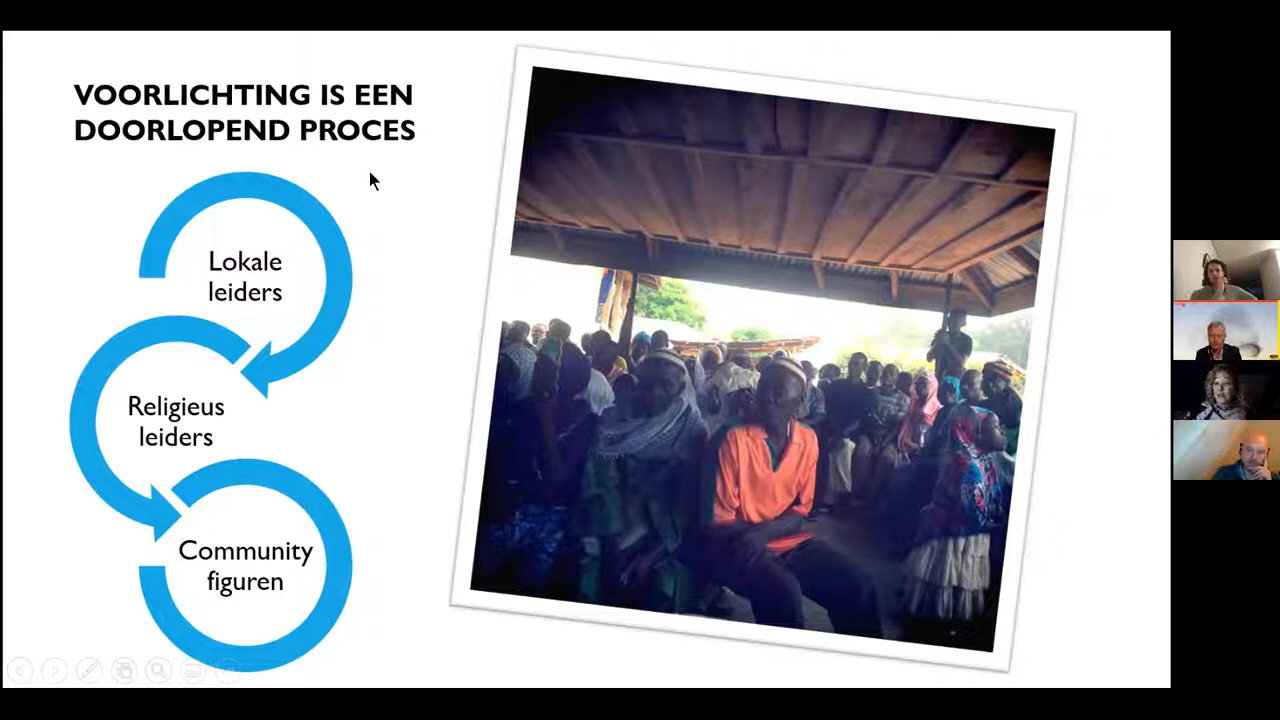 VOORLICHTING IS EEN
DOORLOPEND PROCES
Lokale
leiders
Religieus
leiders
Community
figuren